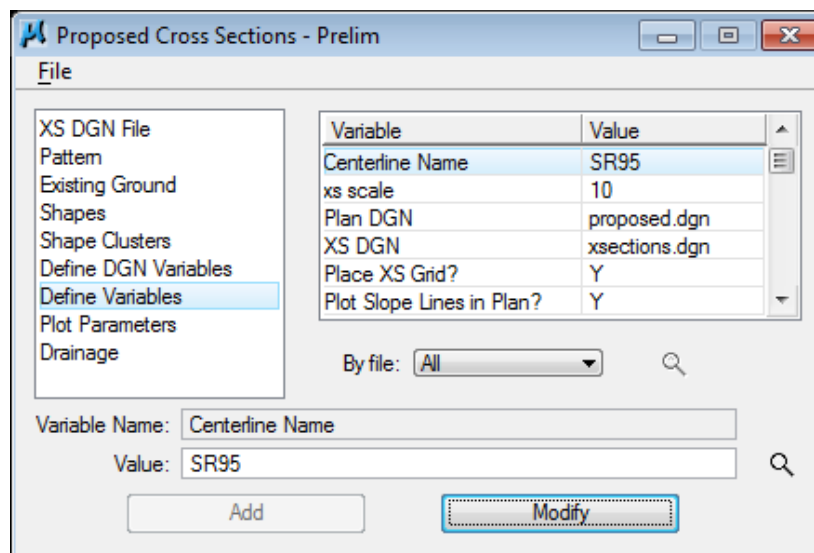 Proposed Cross Sections - Prelim
File
XS DGN File
Pattern
Existing Ground
Shapes
Shape Clusters
Define DGN Variables
Define Variables
Plot Parameters
Drainage
Variable Value
Centerline Name SR95
xs scale 10
Plan DGN proposed.dgn
XS DGN xsections.dgn
Place XS Grid? Y
Plot Slope Lines in Plan? Y
By file: All
Variable Name: Centerline Name
Value: SR95
Add Modify